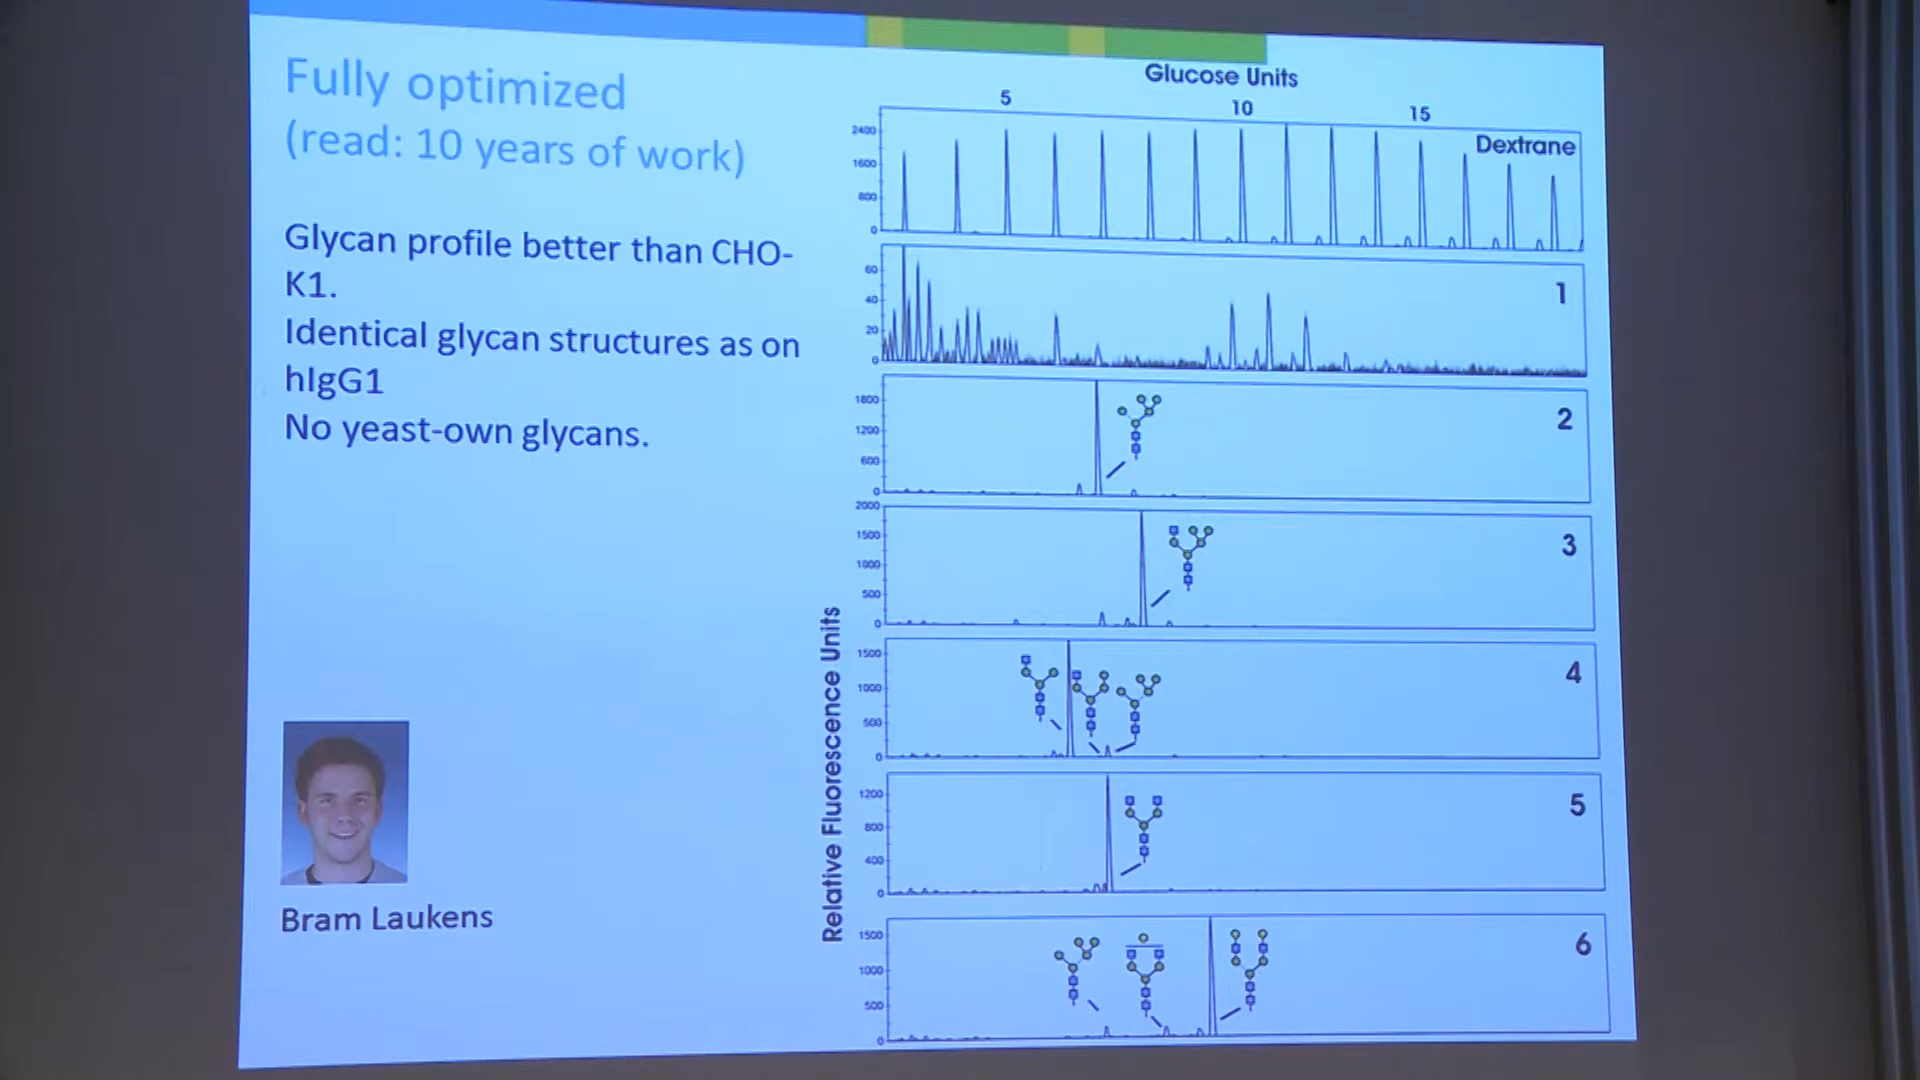 Fully optimized
(read: 10 years of work)
Glycan profile better than CHO-
K1.
Identical glycan structures as on
hIgG1
No yeast-own glycans.
Bram Laukens
Glucose Units
5 10 15
Dextrane
2400
1600
800
0
1
60
40
20
0
2
1800
1200
600
0
3
2000
1500
1000
500
0
4
1500
1000
500
0
5
1200
800
400
0
6
1500
1000
500
0
Relative Fluorescence Units